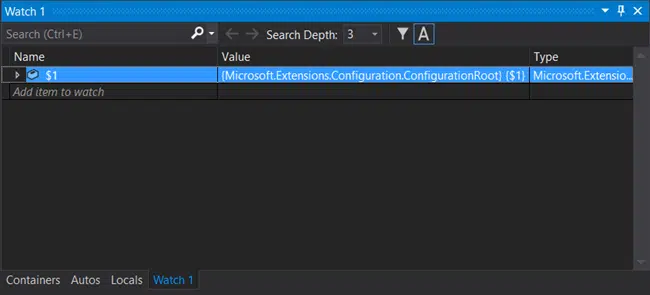 Watch 1
Search (Ctrl+E) Search Depth: 3 A
Name Value Type
$1 {Microsoft.Extensions.Configuration.ConfigurationRoot} {$1} Microsoft.Extensio...
Add item to watch
Containers Autos Locals Watch 1